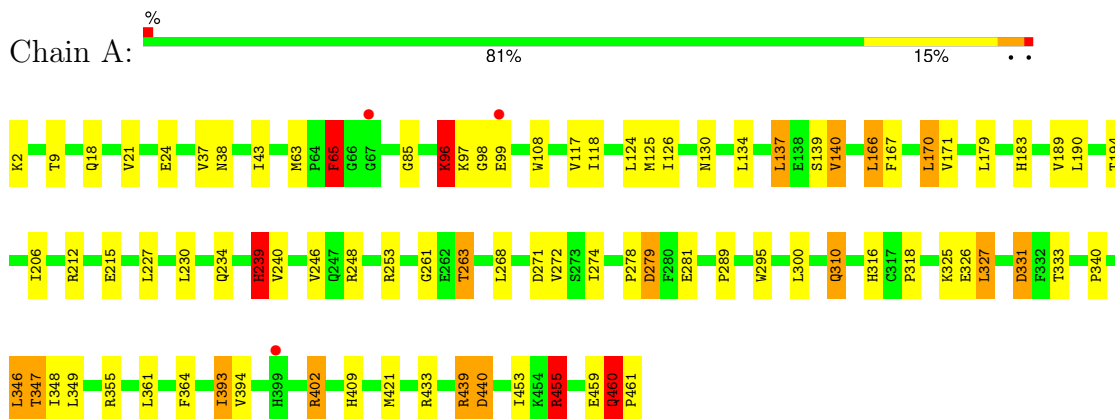 %
Chain A:
81% 15% • •
K2 T9 Q18 V21 E24 V37 N38 I43 M63 P64 F65 G66 G67 G85 K96 K97 G98 E99 W108 V117 I118 L124 M125 I126 N130 L134 L137 E138 S139 V140 L166 F167 L170 V171 L179 H183 V189 L190 T194
I206 R212 E215 L227 L230 Q234 H239 V240 V246 Q247 R248 R253 G261 E262 T263 L268 D271 V272 S273 I274 P278 D279 F280 E281 P289 W295 L300 Q310 H316 C317 P318 K325 E326 L327 D331 F332 T333 P340
L346 T347 I348 L349 R355 L361 F364 I393 V394 H399 R402 H409 M421 R433 R439 D440 I453 K454 R455 E459 Q460 P461